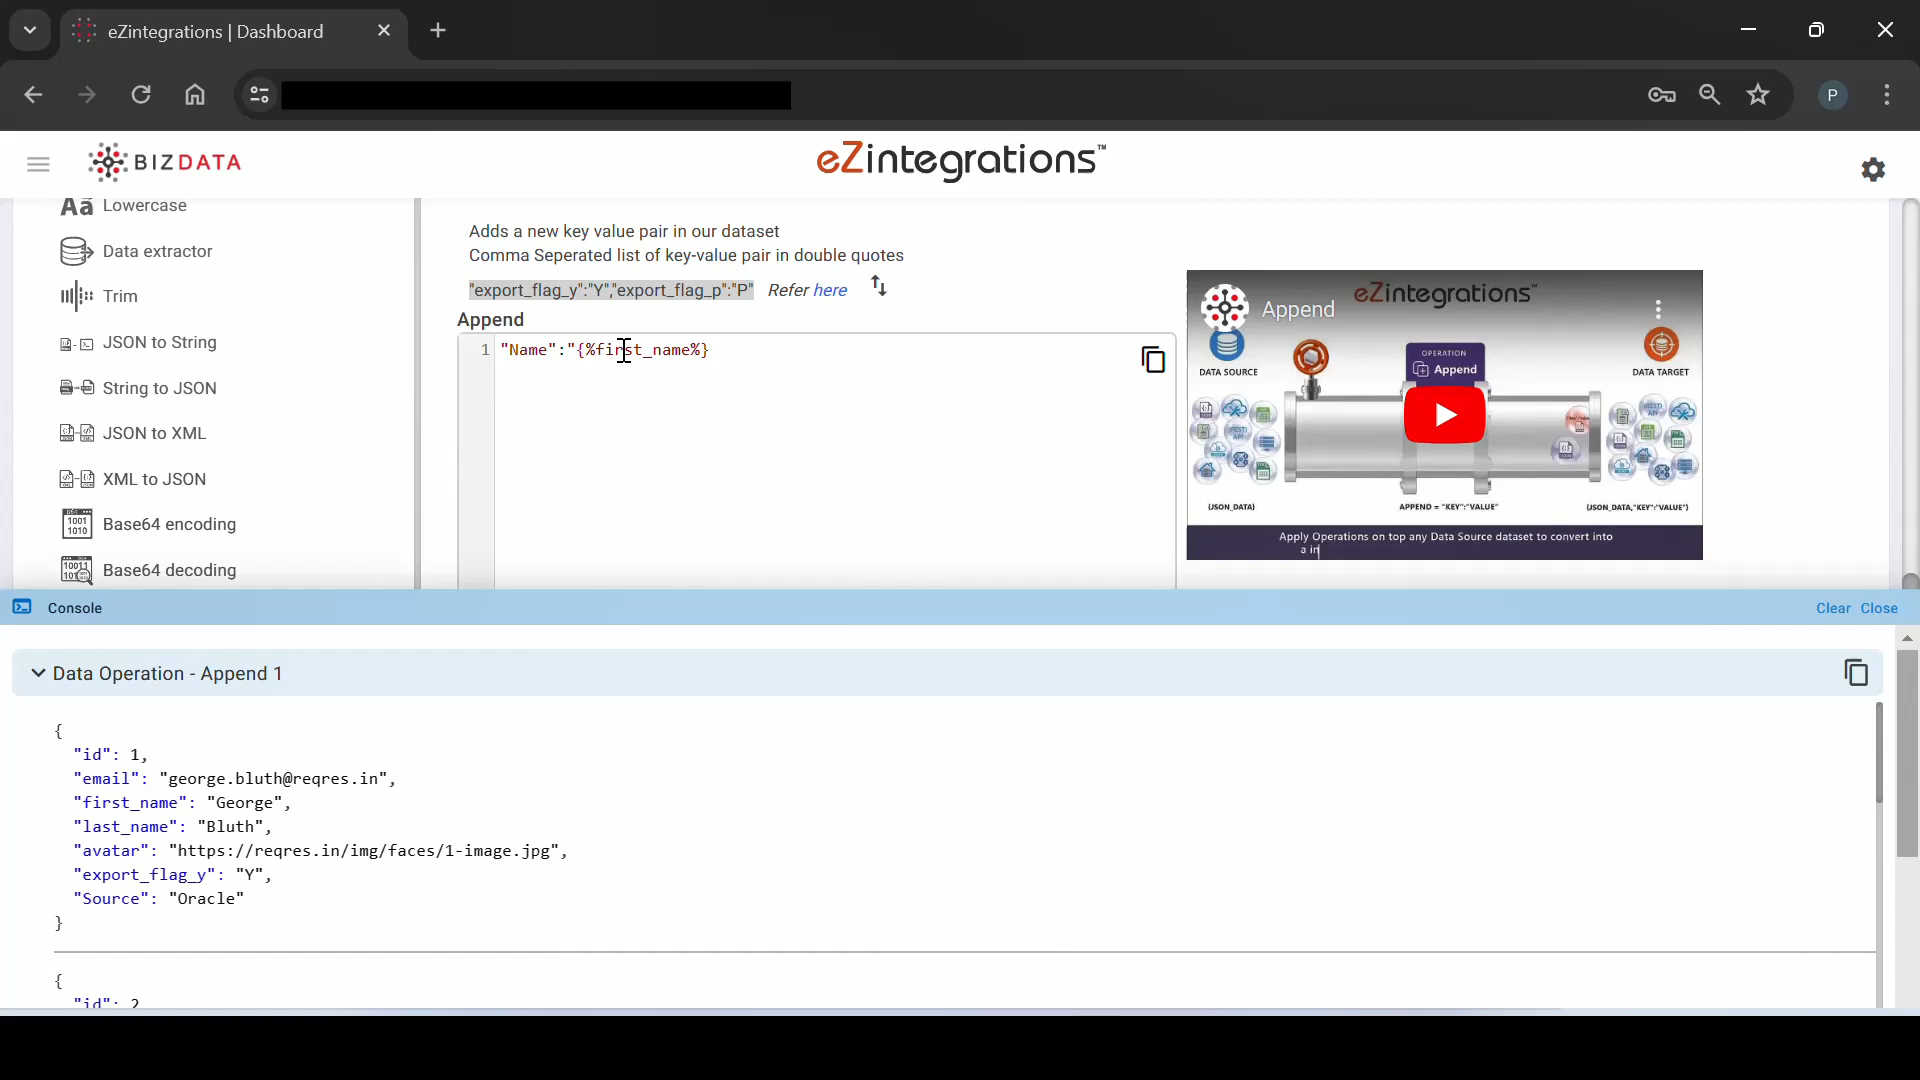 eZintegrations | Dashboard
P
BIZDATA
eZintegrations™
Lowercase
Data extractor
Trim
JSON to String
String to JSON
JSON to XML
XML to JSON
Base64 encoding
Base64 decoding
Adds a new key value pair in our dataset
Comma Seperated list of key-value pair in double quotes
"export_flag_y":"Y","export_flag_p":"P" Refer here
Append
1 "Name":"{%first_name%}
Append
eZintegrations™
DATA SOURCE
OPERATION
Append
DATA TARGET
{JSON_DATA}
APPEND = "KEY":"VALUE"
{JSON_DATA,"KEY":"VALUE"}
Apply Operations on top any Data Source dataset to convert into
a in
Console
Clear Close
Data Operation - Append 1
{
"id": 1,
"email": "george.bluth@reqres.in",
"first_name": "George",
"last_name": "Bluth",
"avatar": "https://reqres.in/img/faces/1-image.jpg",
"export_flag_y": "Y",
"Source": "Oracle"
}
{
"id": 2